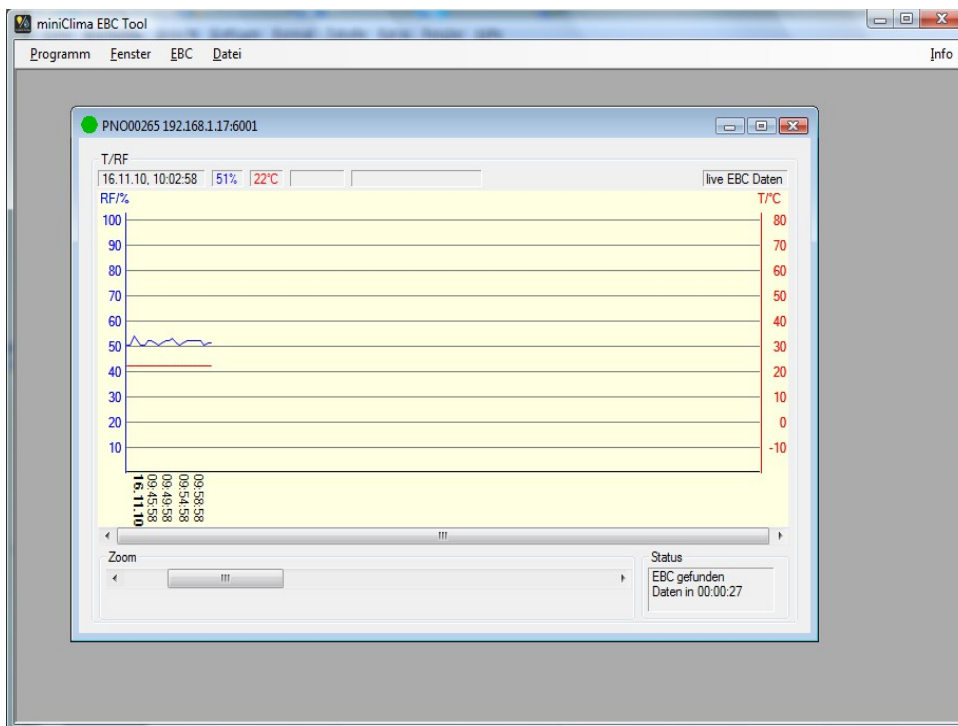 miniClima EBC Tool
Programm Fenster EBC Datei Info
PNO00265 192.168.1.17:6001
T/RF
16.11.10, 10:02:58 51% 22°C live EBC Daten
RF/% T/°C
100 80
90 70
80 60
70 50
60 40
50 30
40 20
30 10
20 0
10 -10
16.11.10
09:45:58
09:49:58
09:54:58
09:58:58
Zoom Status
EBC gefunden
Daten in 00:00:27